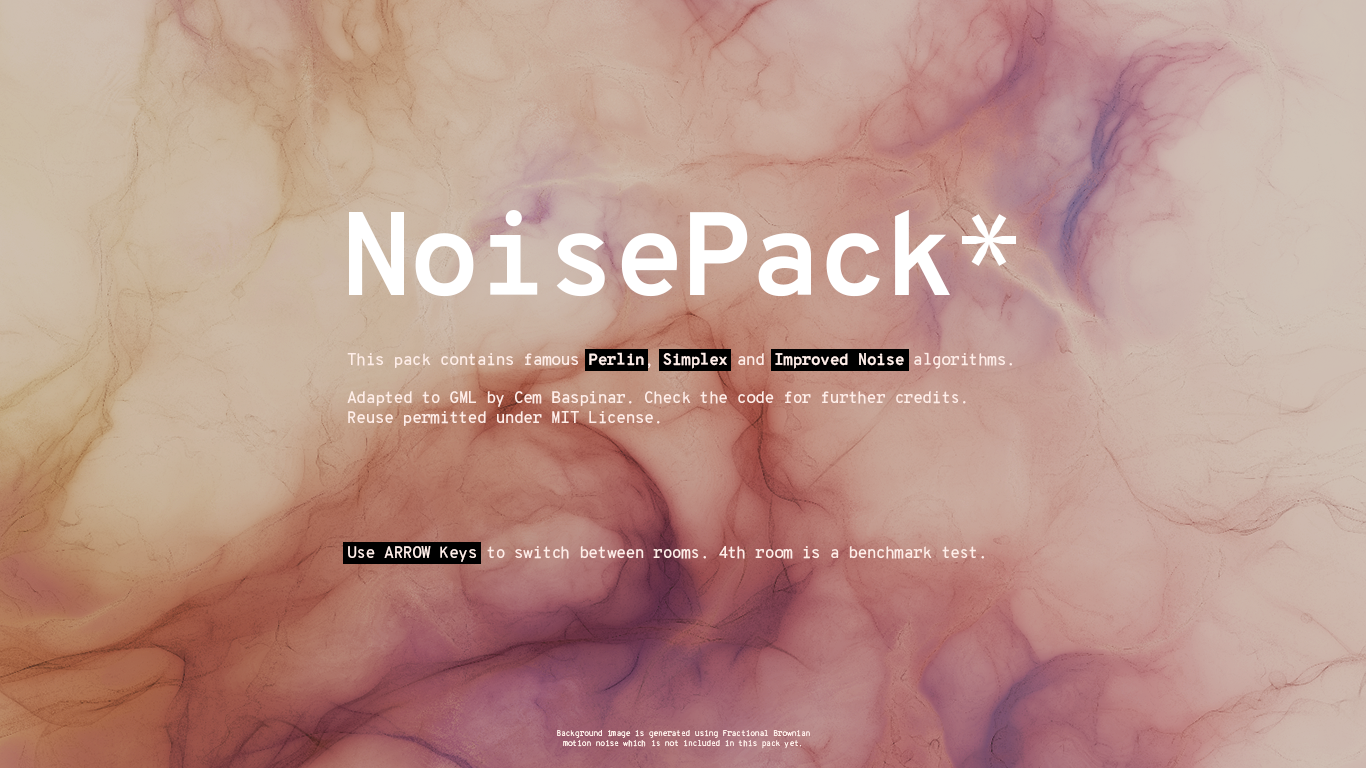 NoisePack*
This pack contains famous Perlin, Simplex and Improved Noise algorithms.
Adapted to GML by Cem Baspinar. Check the code for further credits.
Reuse permitted under MIT License.
Use ARROW Keys to switch between rooms. 4th room is a benchmark test.
Background image is generated using Fractional Brownian
motion noise which is not included in this pack yet.